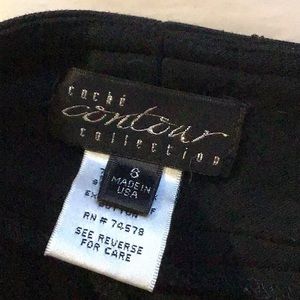 caché
contour
collection
6
MADE IN
USA
RN # 74578
SEE REVERSE
FOR CARE